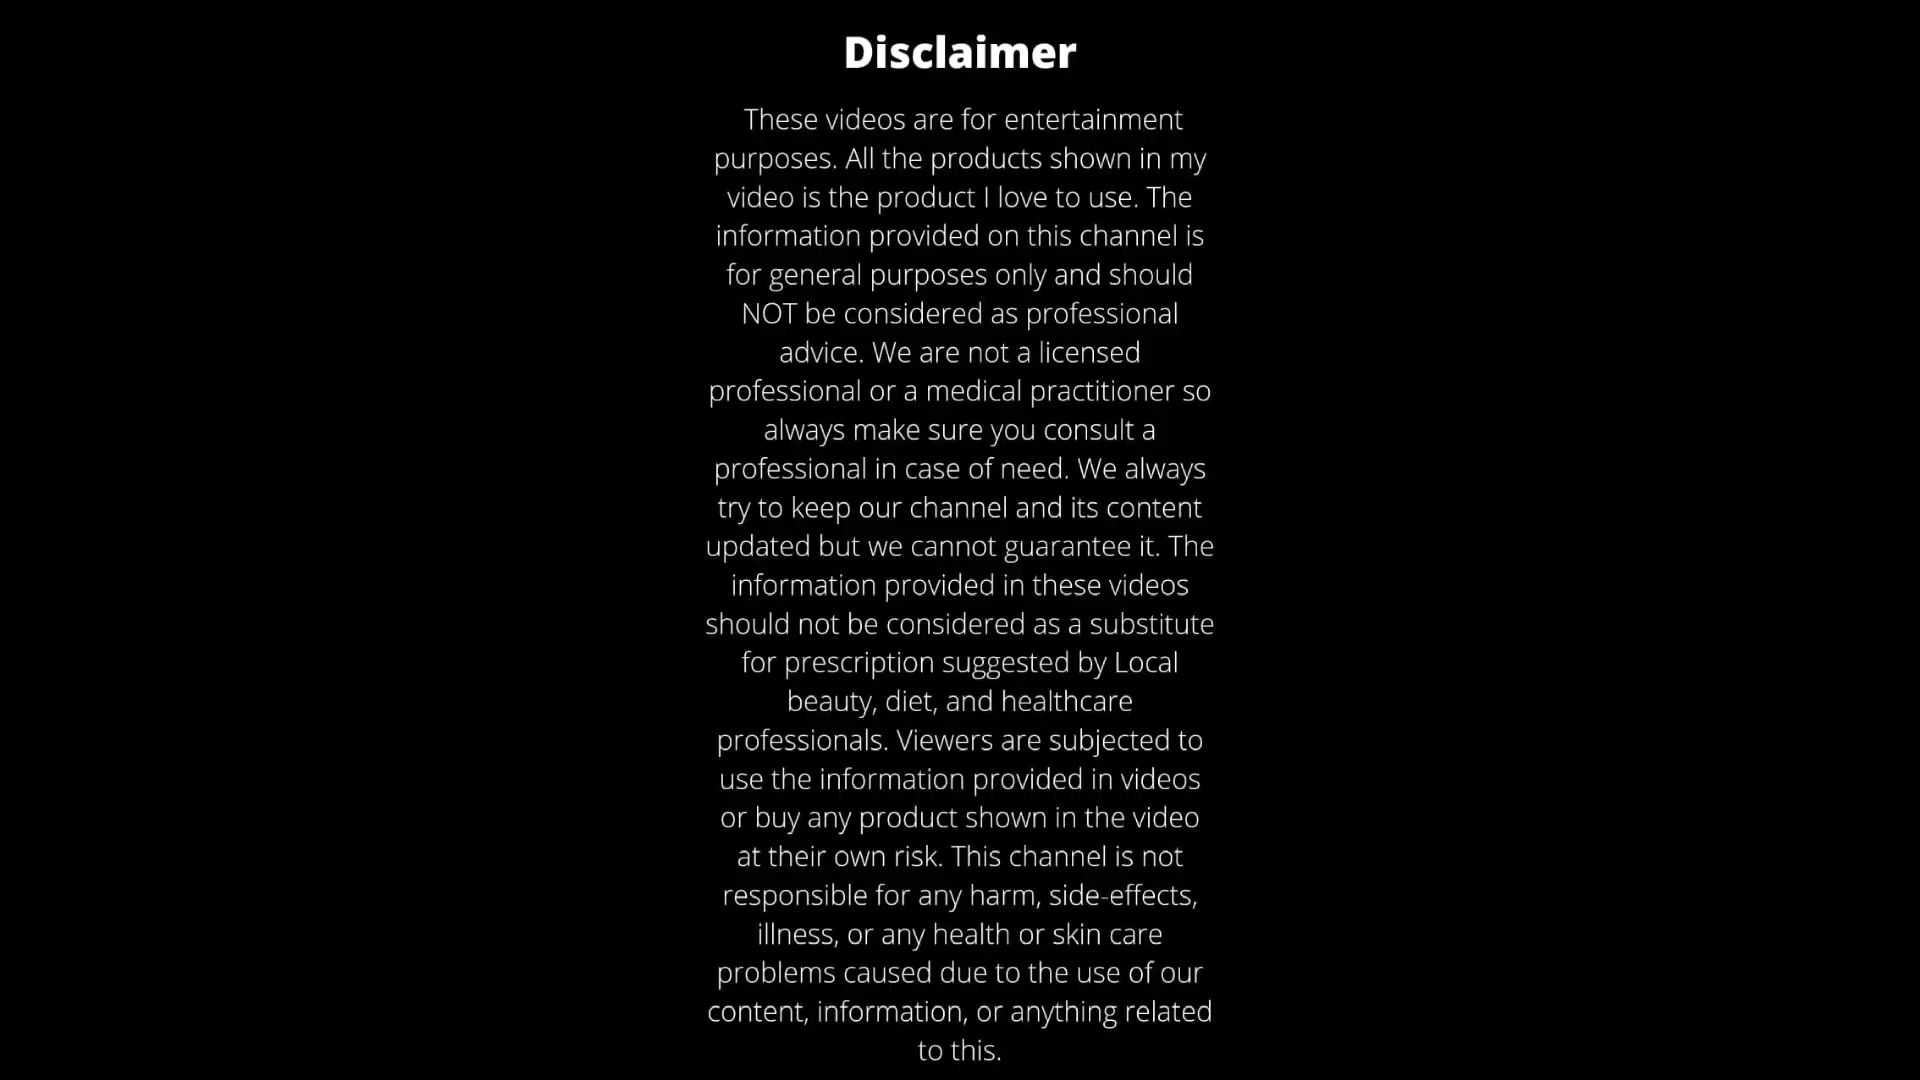 Disclaimer
These videos are for entertainment
purposes. All the products shown in my
video is the product I love to use. The
information provided on this channel is
for general purposes only and should
NOT be considered as professional
advice. We are not a licensed
professional or a medical practitioner so
always make sure you consult a
professional in case of need. We always
try to keep our channel and its content
updated but we cannot guarantee it. The
information provided in these videos
should not be considered as a substitute
for prescription suggested by Local
beauty, diet, and healthcare
professionals. Viewers are subjected to
use the information provided in videos
or buy any product shown in the video
at their own risk. This channel is not
responsible for any harm, side-effects,
illness, or any health or skin care
problems caused due to the use of our
content, information, or anything related
to this.